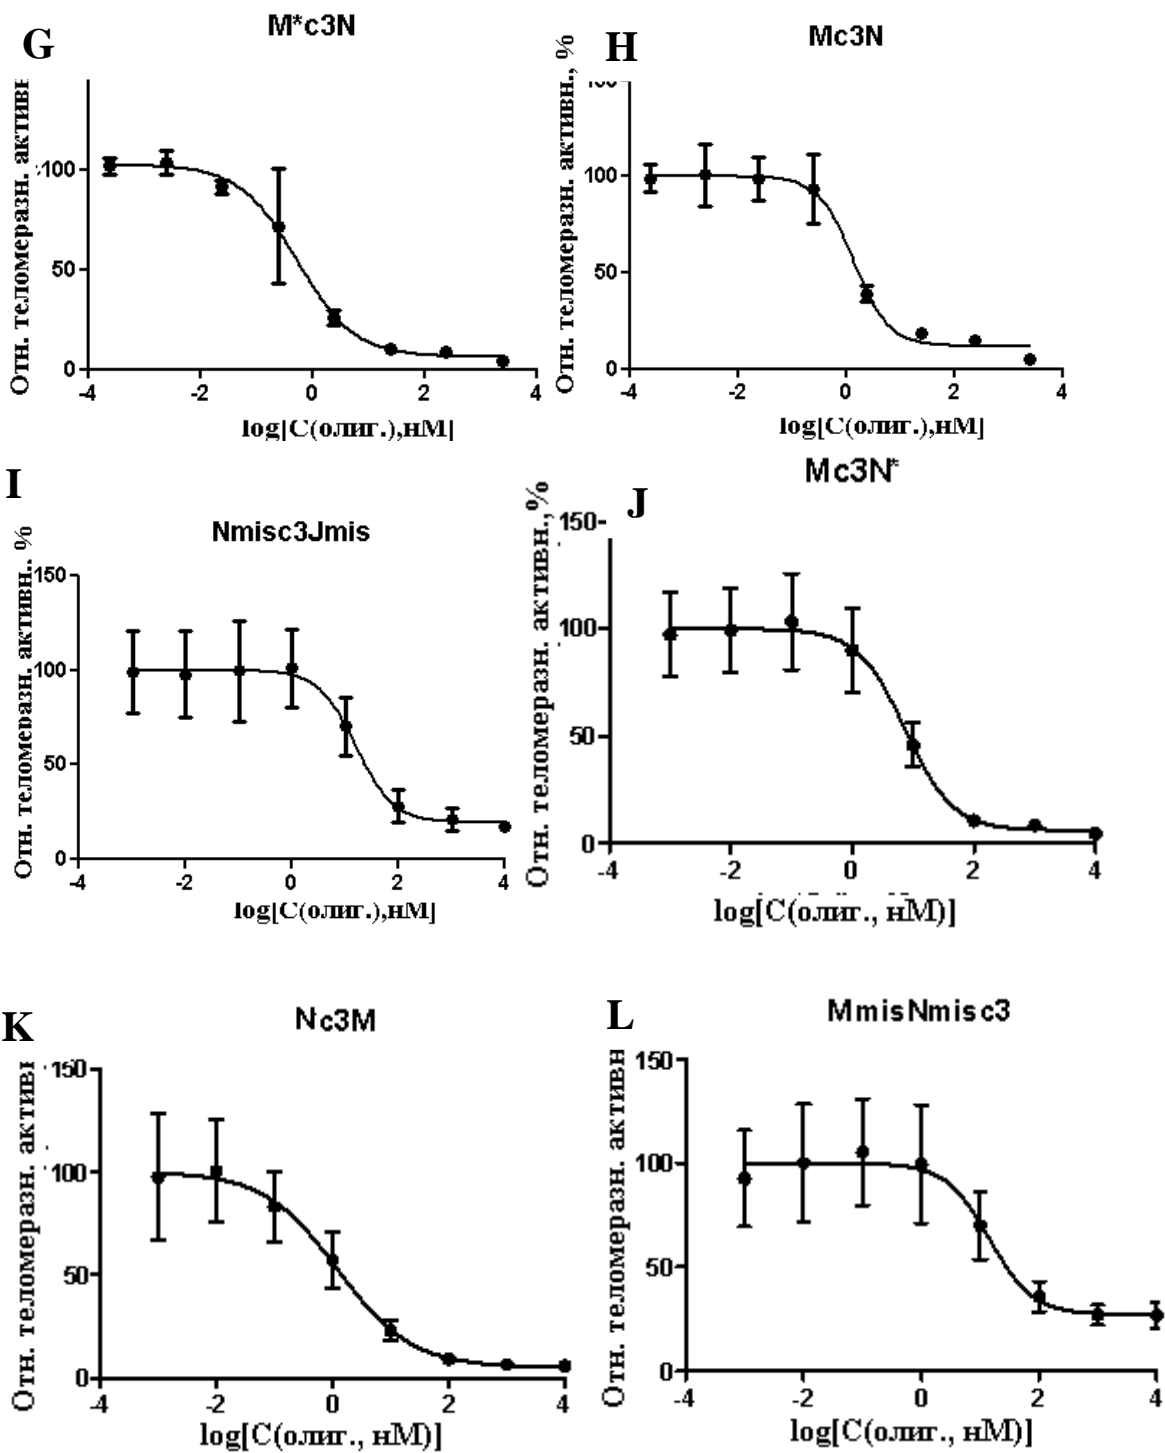 G
M*c3N
Отн. теломеразн. активн
100
50
0
-4 -2 0 2 4
log[С(олиг.),нМ]
H
Mc3N
Отн. теломеразн. активн., %
150
100
50
0
-4 -2 0 2 4
log[С(олиг.),нМ]
I
Nmisc3Jmis
Отн. теломеразн. активн.. %
150
100
50
0
-4 -2 0 2 4
log[С(олиг.),нМ]
J
Mc3N*
Отн. теломеразн. активн.,%
150
100
50
0
-4 -2 0 2 4
log[С(олиг., нМ)]
K
Nc3M
Отн. теломеразн. активн
150
100
50
0
-4 -2 0 2 4
log[С(олиг., нМ)]
L
MmisNmisc3
Отн. теломеразн. активн
150
100
50
0
-4 -2 0 2 4
log[С(олиг., нМ)]